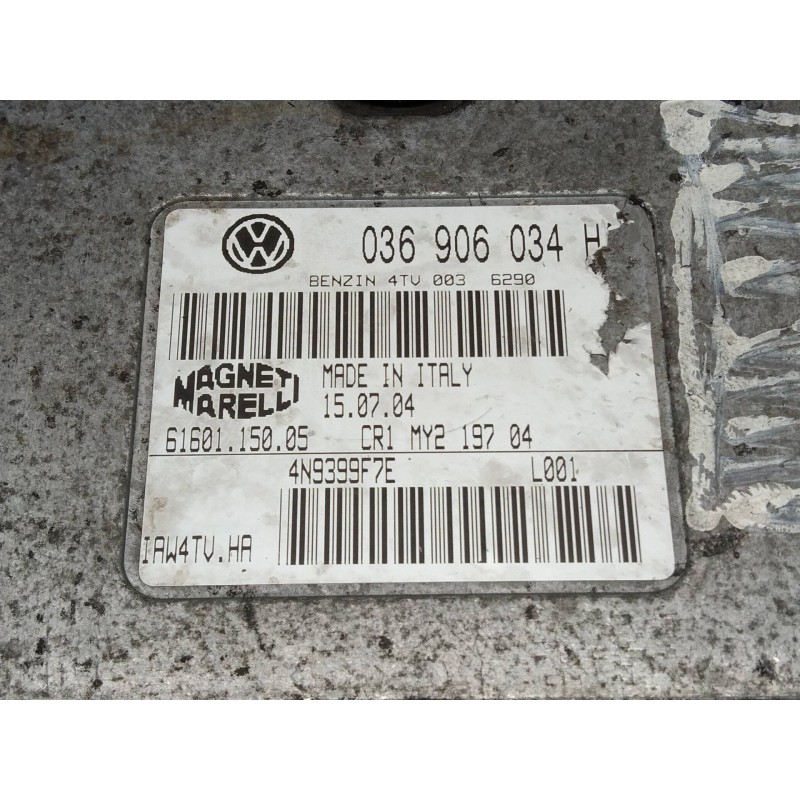 036 906 034 H
BENZIN 4TV 003 6290
MAGNETI
MARELLI
MADE IN ITALY
15.07.04
61601.150.05 CR1 MY2 197 04
4N9399F7E L001
IAW4TV.HA